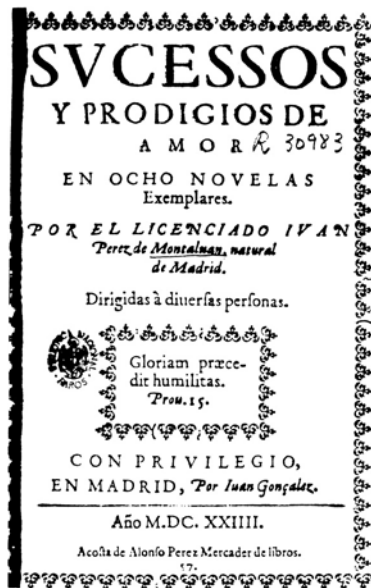 SVCESSOS
Y PRODIGIOS DE
AMOR R 30983
EN OCHO NOVELAS
Exemplares.
POR EL LICENCIADO IVAN
Perez de Montaluan, natural
de Madrid.
Dirigidas à diuerſas perſonas.
Gloriam præce-
dit humilitas.
Prou. 15.
CON PRIVILEGIO,
EN MADRID, Por Iuan Gonçalez.
Año M.DC. XXIIII.
Acoſta de Alonſo Perez Mercader de libros.